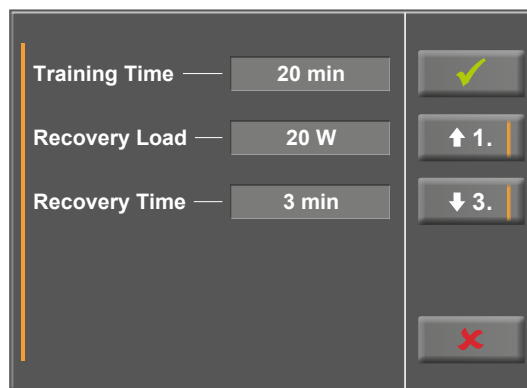 Training Time 20 min
Recovery Load 20 W
Recovery Time 3 min
1.
3.